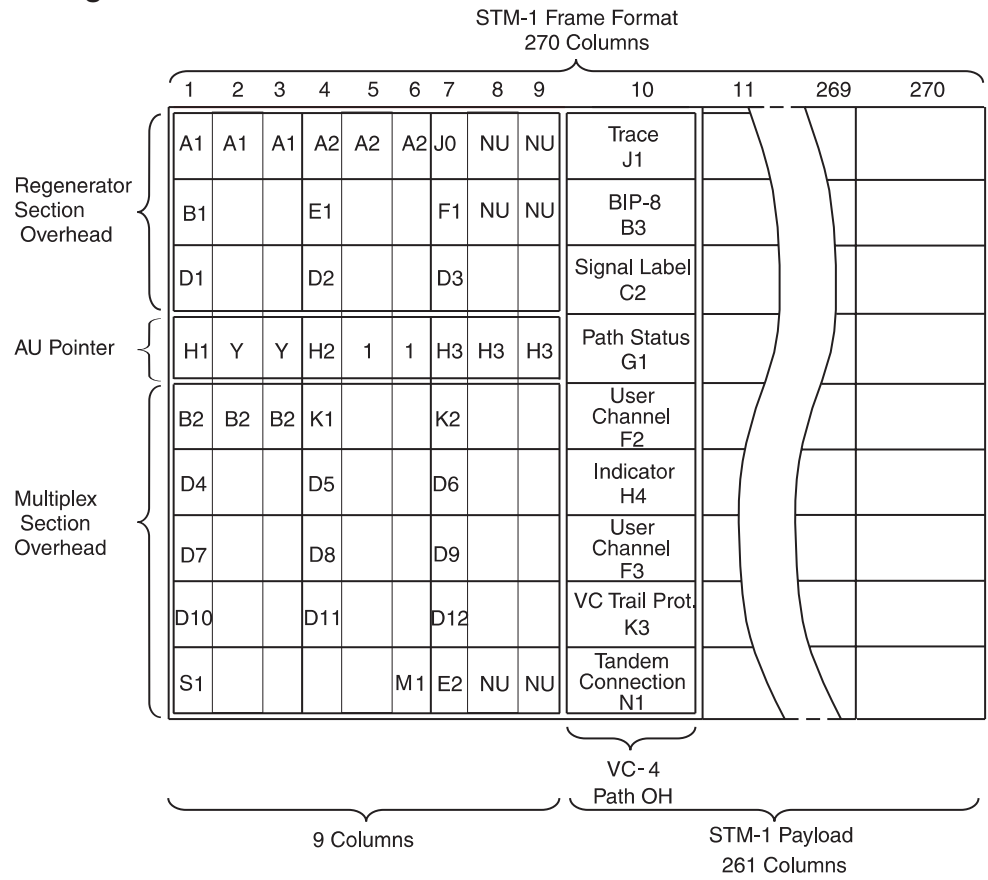 STM-1 Frame Format
270 Columns
1 2 3 4 5 6 7 8 9 10 11 269 270
Regenerator
Section
Overhead
A1 A1 A1 A2 A2 A2 J0 NU NU
Trace
J1
B1 E1 F1 NU NU
BIP-8
B3
D1 D2 D3
Signal Label
C2
AU Pointer
H1 Y Y H2 1 1 H3 H3 H3
Path Status
G1
Multiplex
Section
Overhead
B2 B2 B2 K1 K2
User
Channel
F2
D4 D5 D6
Indicator
H4
D7 D8 D9
User
Channel
F3
D10 D11 D12
VC Trail Prot.
K3
S1 M1 E2 NU NU
Tandem
Connection
N1
VC-4
Path OH
9 Columns
STM-1 Payload
261 Columns